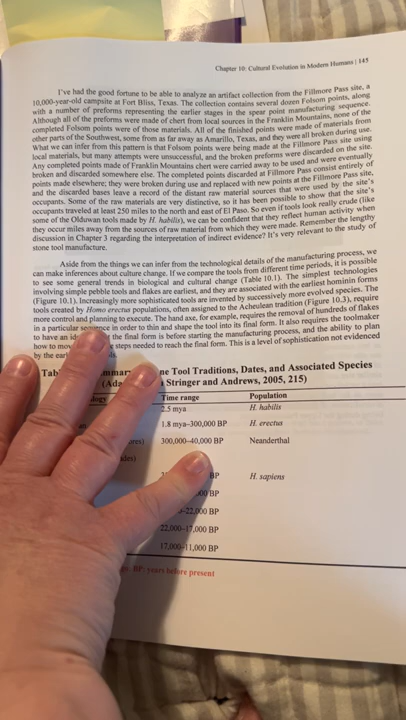 Chapter 10: Cultural Evolution in Modern Humans | 145
I've had the good fortune to be able to analyze an artifact collection from the Fillmore Pass site, a
10,000-year-old campsite at Fort Bliss, Texas. The collection contains several dozen Folsom points, along
with a number of preforms representing the earlier stages in the spear point manufacturing sequence.
Although all of the preforms were made of chert from local sources in the Franklin Mountains, none of the
completed Folsom points were of those materials. All of the finished points were made of materials from
other parts of the Southwest, some from as far away as Amarillo, Texas, and they were all broken during use.
What we can infer from this pattern is that Folsom points were being made at the Fillmore Pass site using
local materials, but many attempts were unsuccessful, and the broken preforms were discarded on the site.
Any completed points made of Franklin Mountains chert were carried away to be used and were eventually
broken and discarded somewhere else. The completed points discarded at Fillmore Pass consist entirely of
points made elsewhere; they were broken during use and replaced with new points at the Fillmore Pass site,
and the discarded bases leave a record of the distant raw material sources that were used by the site's
occupants. Some of the raw materials are very distinctive, so it has been possible to show that the site's
occupants traveled at least 250 miles to the north and east of El Paso. So even if tools look really crude (like
some of the Olduwan tools made by H. habilis), we can be confident that they reflect human activity when
they occur miles away from the sources of raw material from which they were made. Remember the lengthy
discussion in Chapter 3 regarding the interpretation of indirect evidence? It's very relevant to the study of
stone tool manufacture.
Aside from the things we can infer from the technological details of the manufacturing process, we
can make inferences about culture change. If we compare the tools from different time periods, it is possible
to see some general trends in biological and cultural change (Table 10.1). The simplest technologies
involving simple pebble tools and flakes are earliest, and they are associated with the earliest hominin forms
(Figure 10.1). Increasingly more sophisticated tools are invented by successively more evolved species. The
tools created by Homo erectus populations, often assigned to the Acheulean tradition (Figure 10.3), require
more control and planning to execute. The hand axe, for example, requires the removal of hundreds of flakes
in a particular sequence in order to thin and shape the tool into its final form. It also requires the toolmaker
to have an the final form is before starting the manufacturing process, and the ability to plan
how to steps needed to reach the final form. This is a level of sophistication not evidenced
by the
Tool Traditions, Dates, and Associated Species
Stringer and Andrews, 2005, 215)
Time range Population
2.5 mya H. habilis
1.8 mya–300,000 BP H. erectus
300,000–40,000 BP Neanderthal
BP H. sapiens
BP
–22,000 BP
22,000–17,000 BP
17,000–11,000 BP
BP: years before present